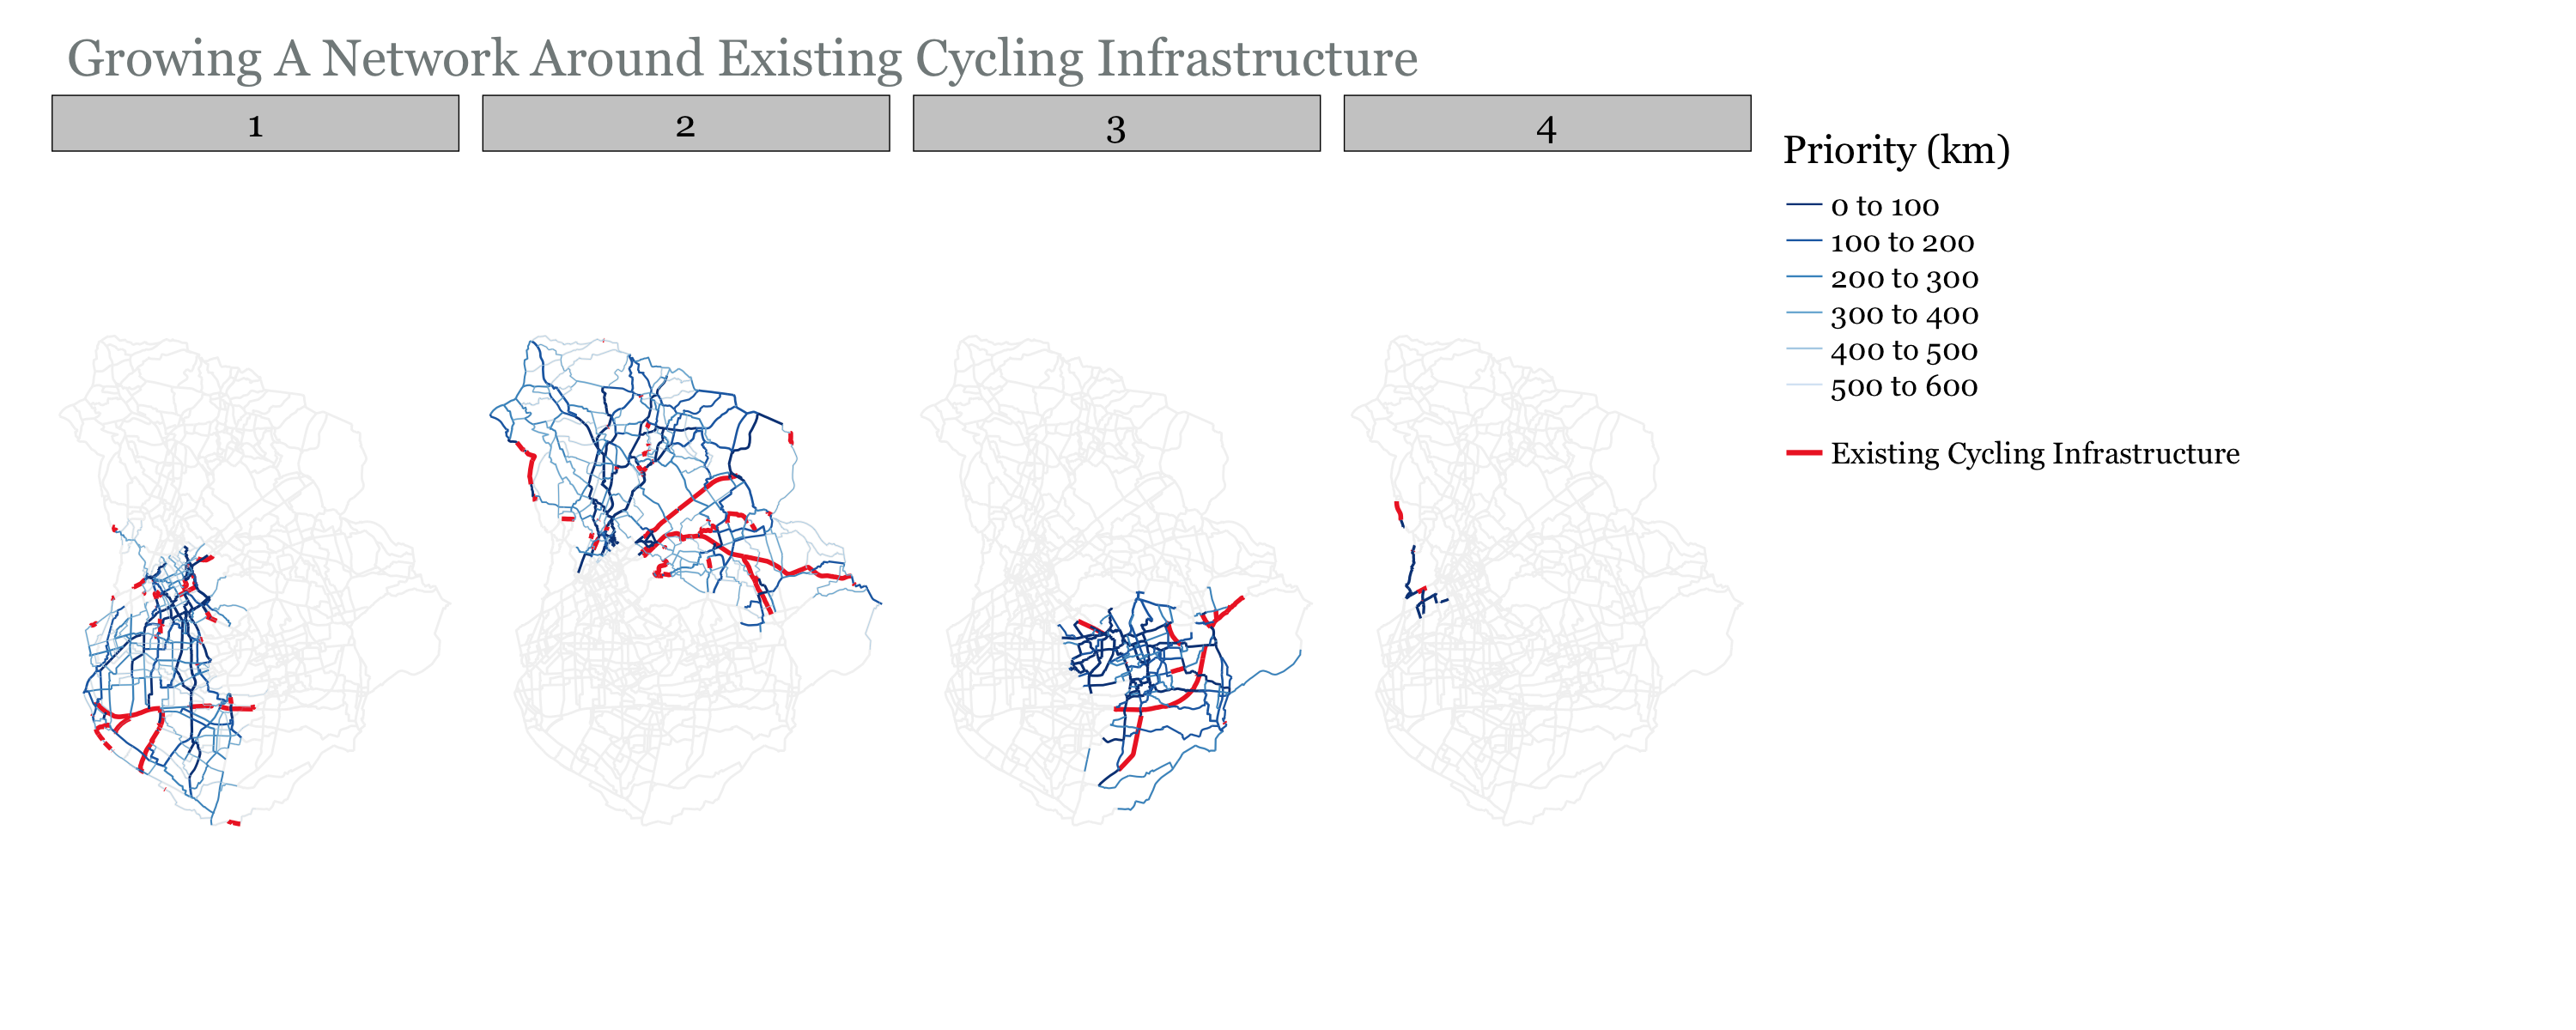 Growing A Network Around Existing Cycling Infrastructure
1
2
3
4
Priority (km)
0 to 100
100 to 200
200 to 300
300 to 400
400 to 500
500 to 600
Existing Cycling Infrastructure